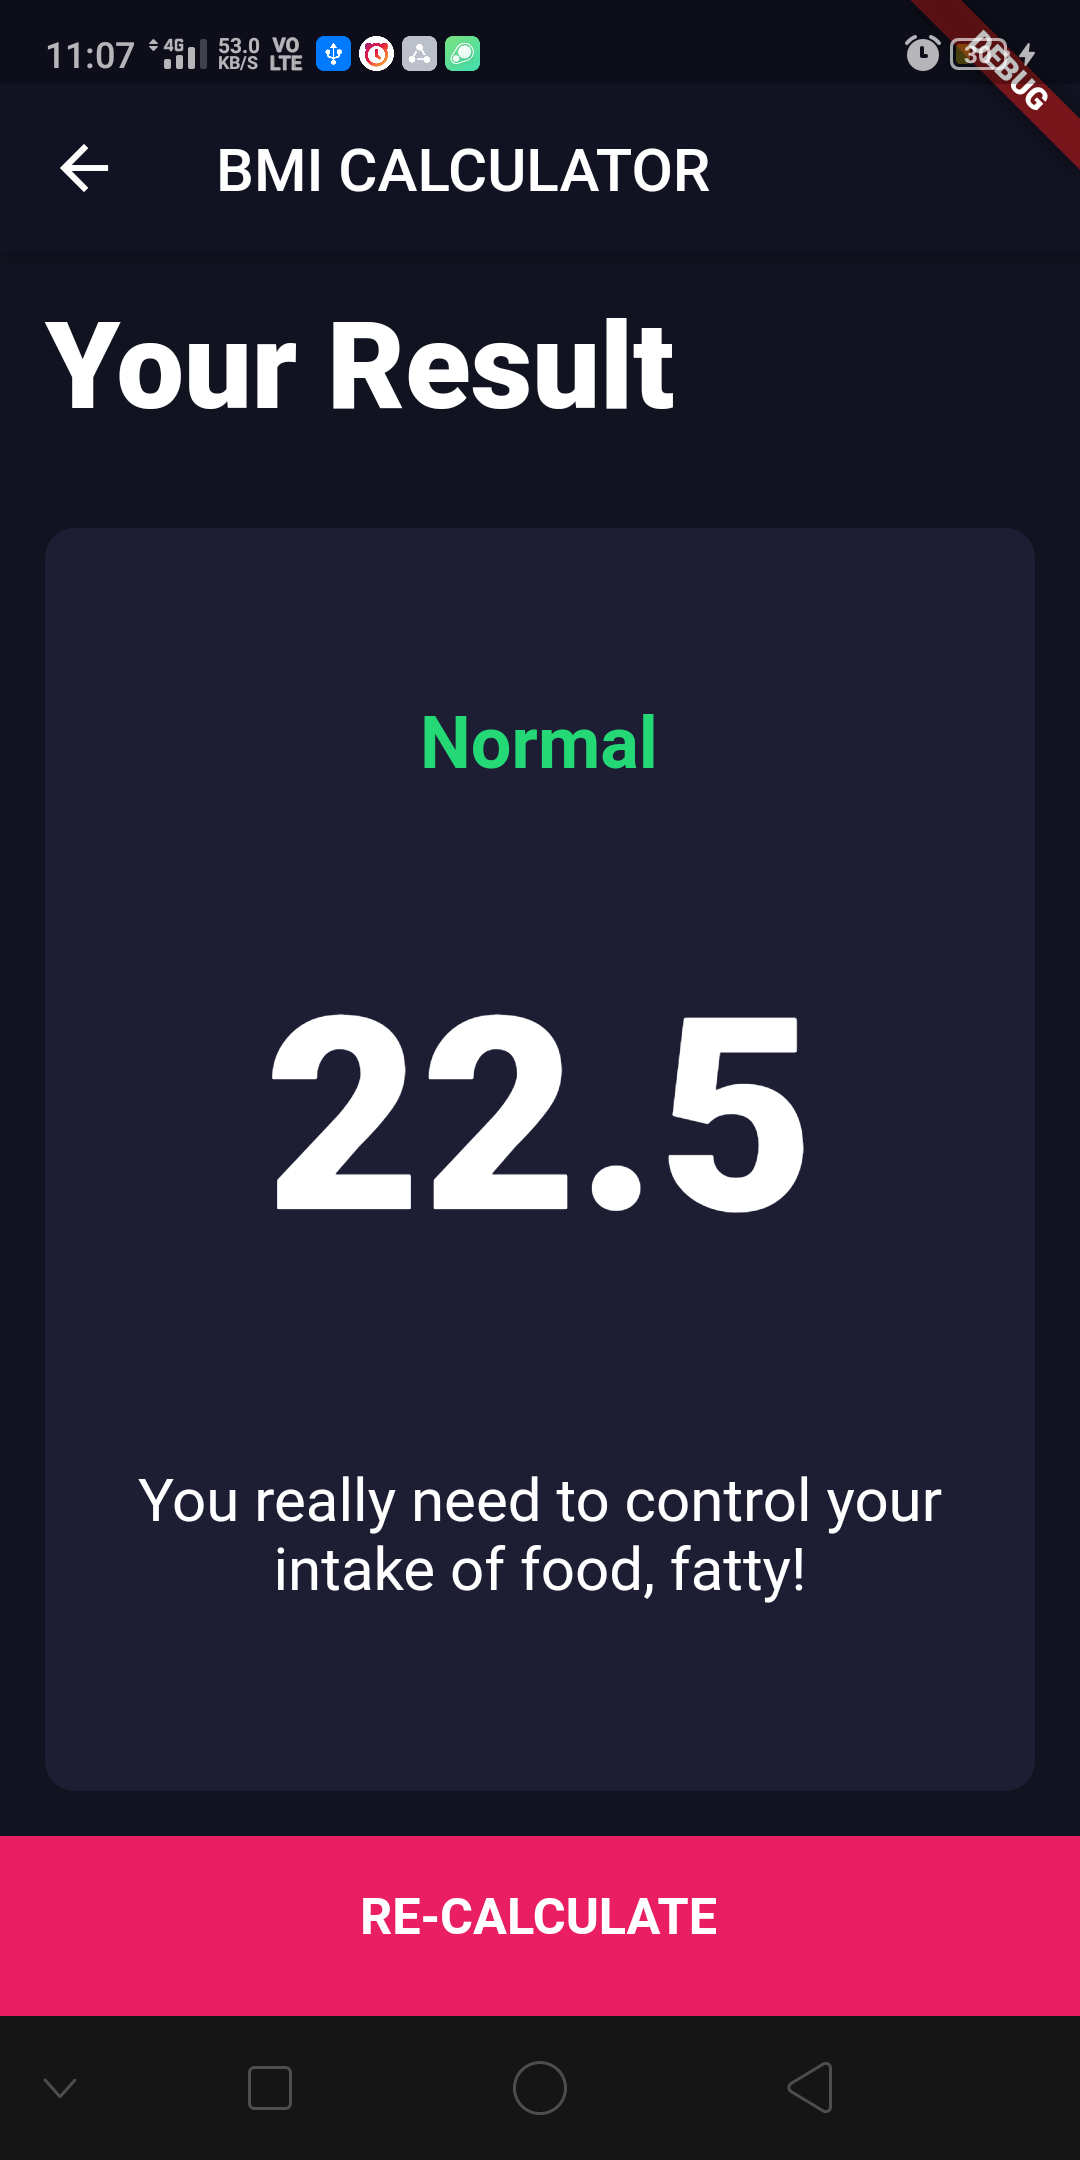 11:07 4G 53.0 KB/S VO LTE 30
DEBUG
BMI CALCULATOR
Your Result
Normal
22.5
You really need to control your
intake of food, fatty!
RE-CALCULATE